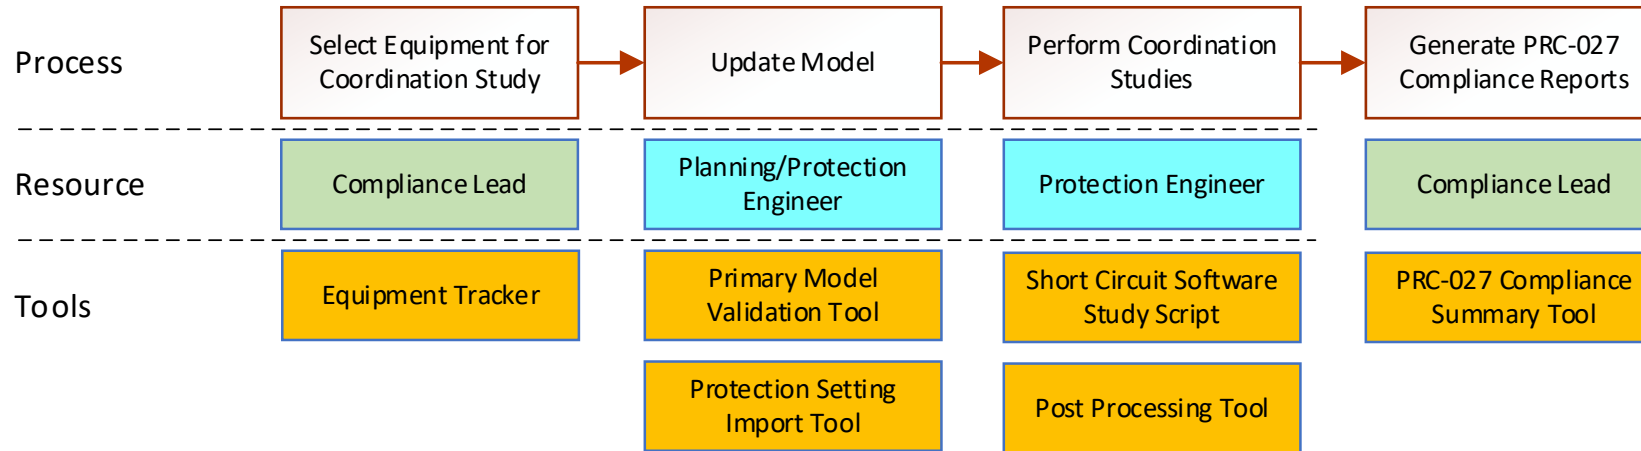 Process
Select Equipment for
Coordination Study
Update Model
Perform Coordination
Studies
Generate PRC-027
Compliance Reports
Resource
Compliance Lead
Planning/Protection
Engineer
Protection Engineer
Compliance Lead
Tools
Equipment Tracker
Primary Model
Validation Tool
Short Circuit Software
Study Script
PRC-027 Compliance
Summary Tool
Protection Setting
Import Tool
Post Processing Tool